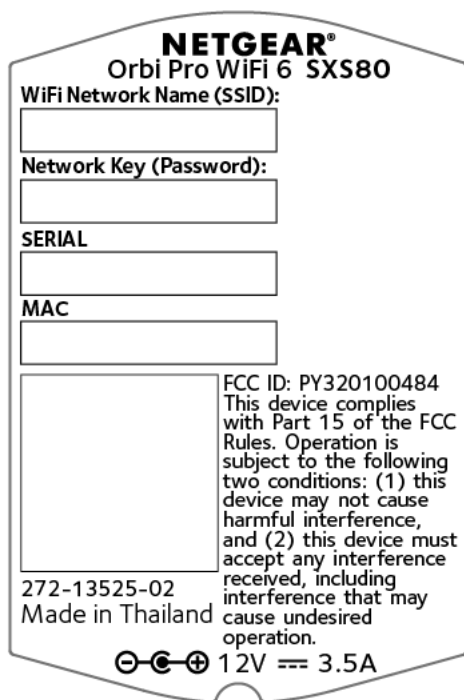 NETGEAR®
Orbi Pro WiFi 6 SXS80
WiFi Network Name (SSID):
Network Key (Password):
SERIAL
MAC
FCC ID: PY320100484
This device complies
with Part 15 of the FCC
Rules. Operation is
subject to the following
two conditions: (1) this
device may not cause
harmful interference,
and (2) this device must
accept any interference
received, including
interference that may
cause undesired
operation.
272-13525-02
Made in Thailand
12V ⎓ 3.5A